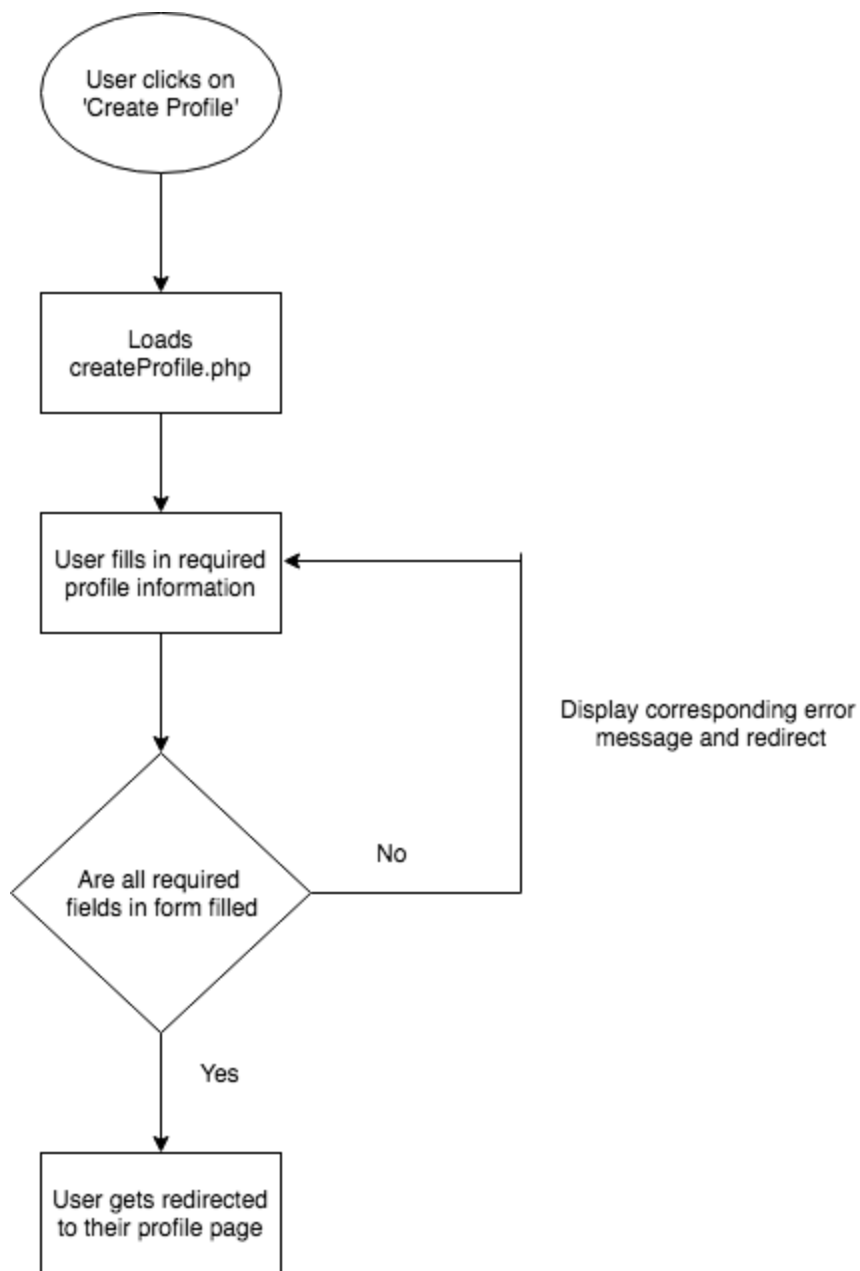 User clicks on
'Create Profile'
Loads
createProfile.php
User fills in required
profile information
Display corresponding error
message and redirect
No
Are all required
fields in form filled
Yes
User gets redirected
to their profile page